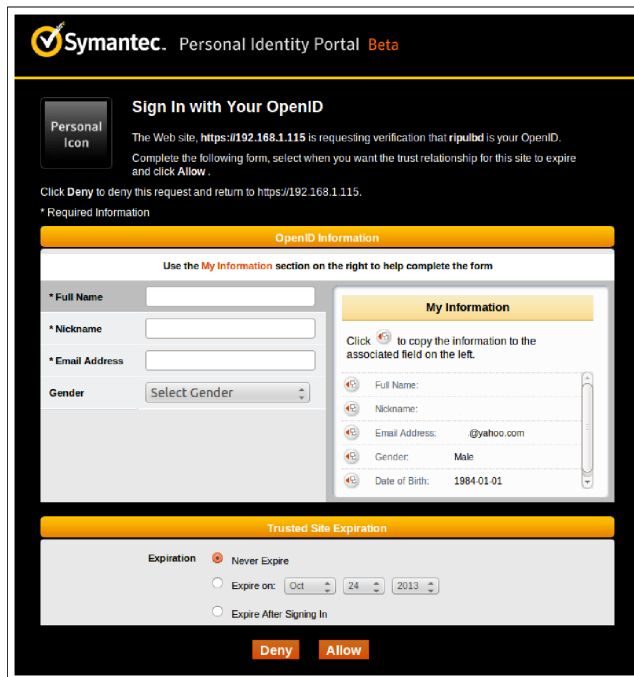 Symantec. Personal Identity Portal Beta
Personal
Icon
Sign In with Your OpenID
The Web site, https://192.168.1.115 is requesting verification that ripulbd is your OpenID.
Complete the following form, select when you want the trust relationship for this site to expire
and click Allow .
Click Deny to deny this request and return to https://192.168.1.115.
* Required Information
OpenID Information
Use the My Information section on the right to help complete the form
* Full Name
* Nickname
* Email Address
Gender Select Gender
My Information
Click to copy the information to the
associated field on the left.
Full Name:
Nickname:
Email Address: @yahoo.com
Gender: Male
Date of Birth: 1984-01-01
Trusted Site Expiration
Expiration Never Expire
Expire on: Oct 24 2013
Expire After Signing In
Deny Allow